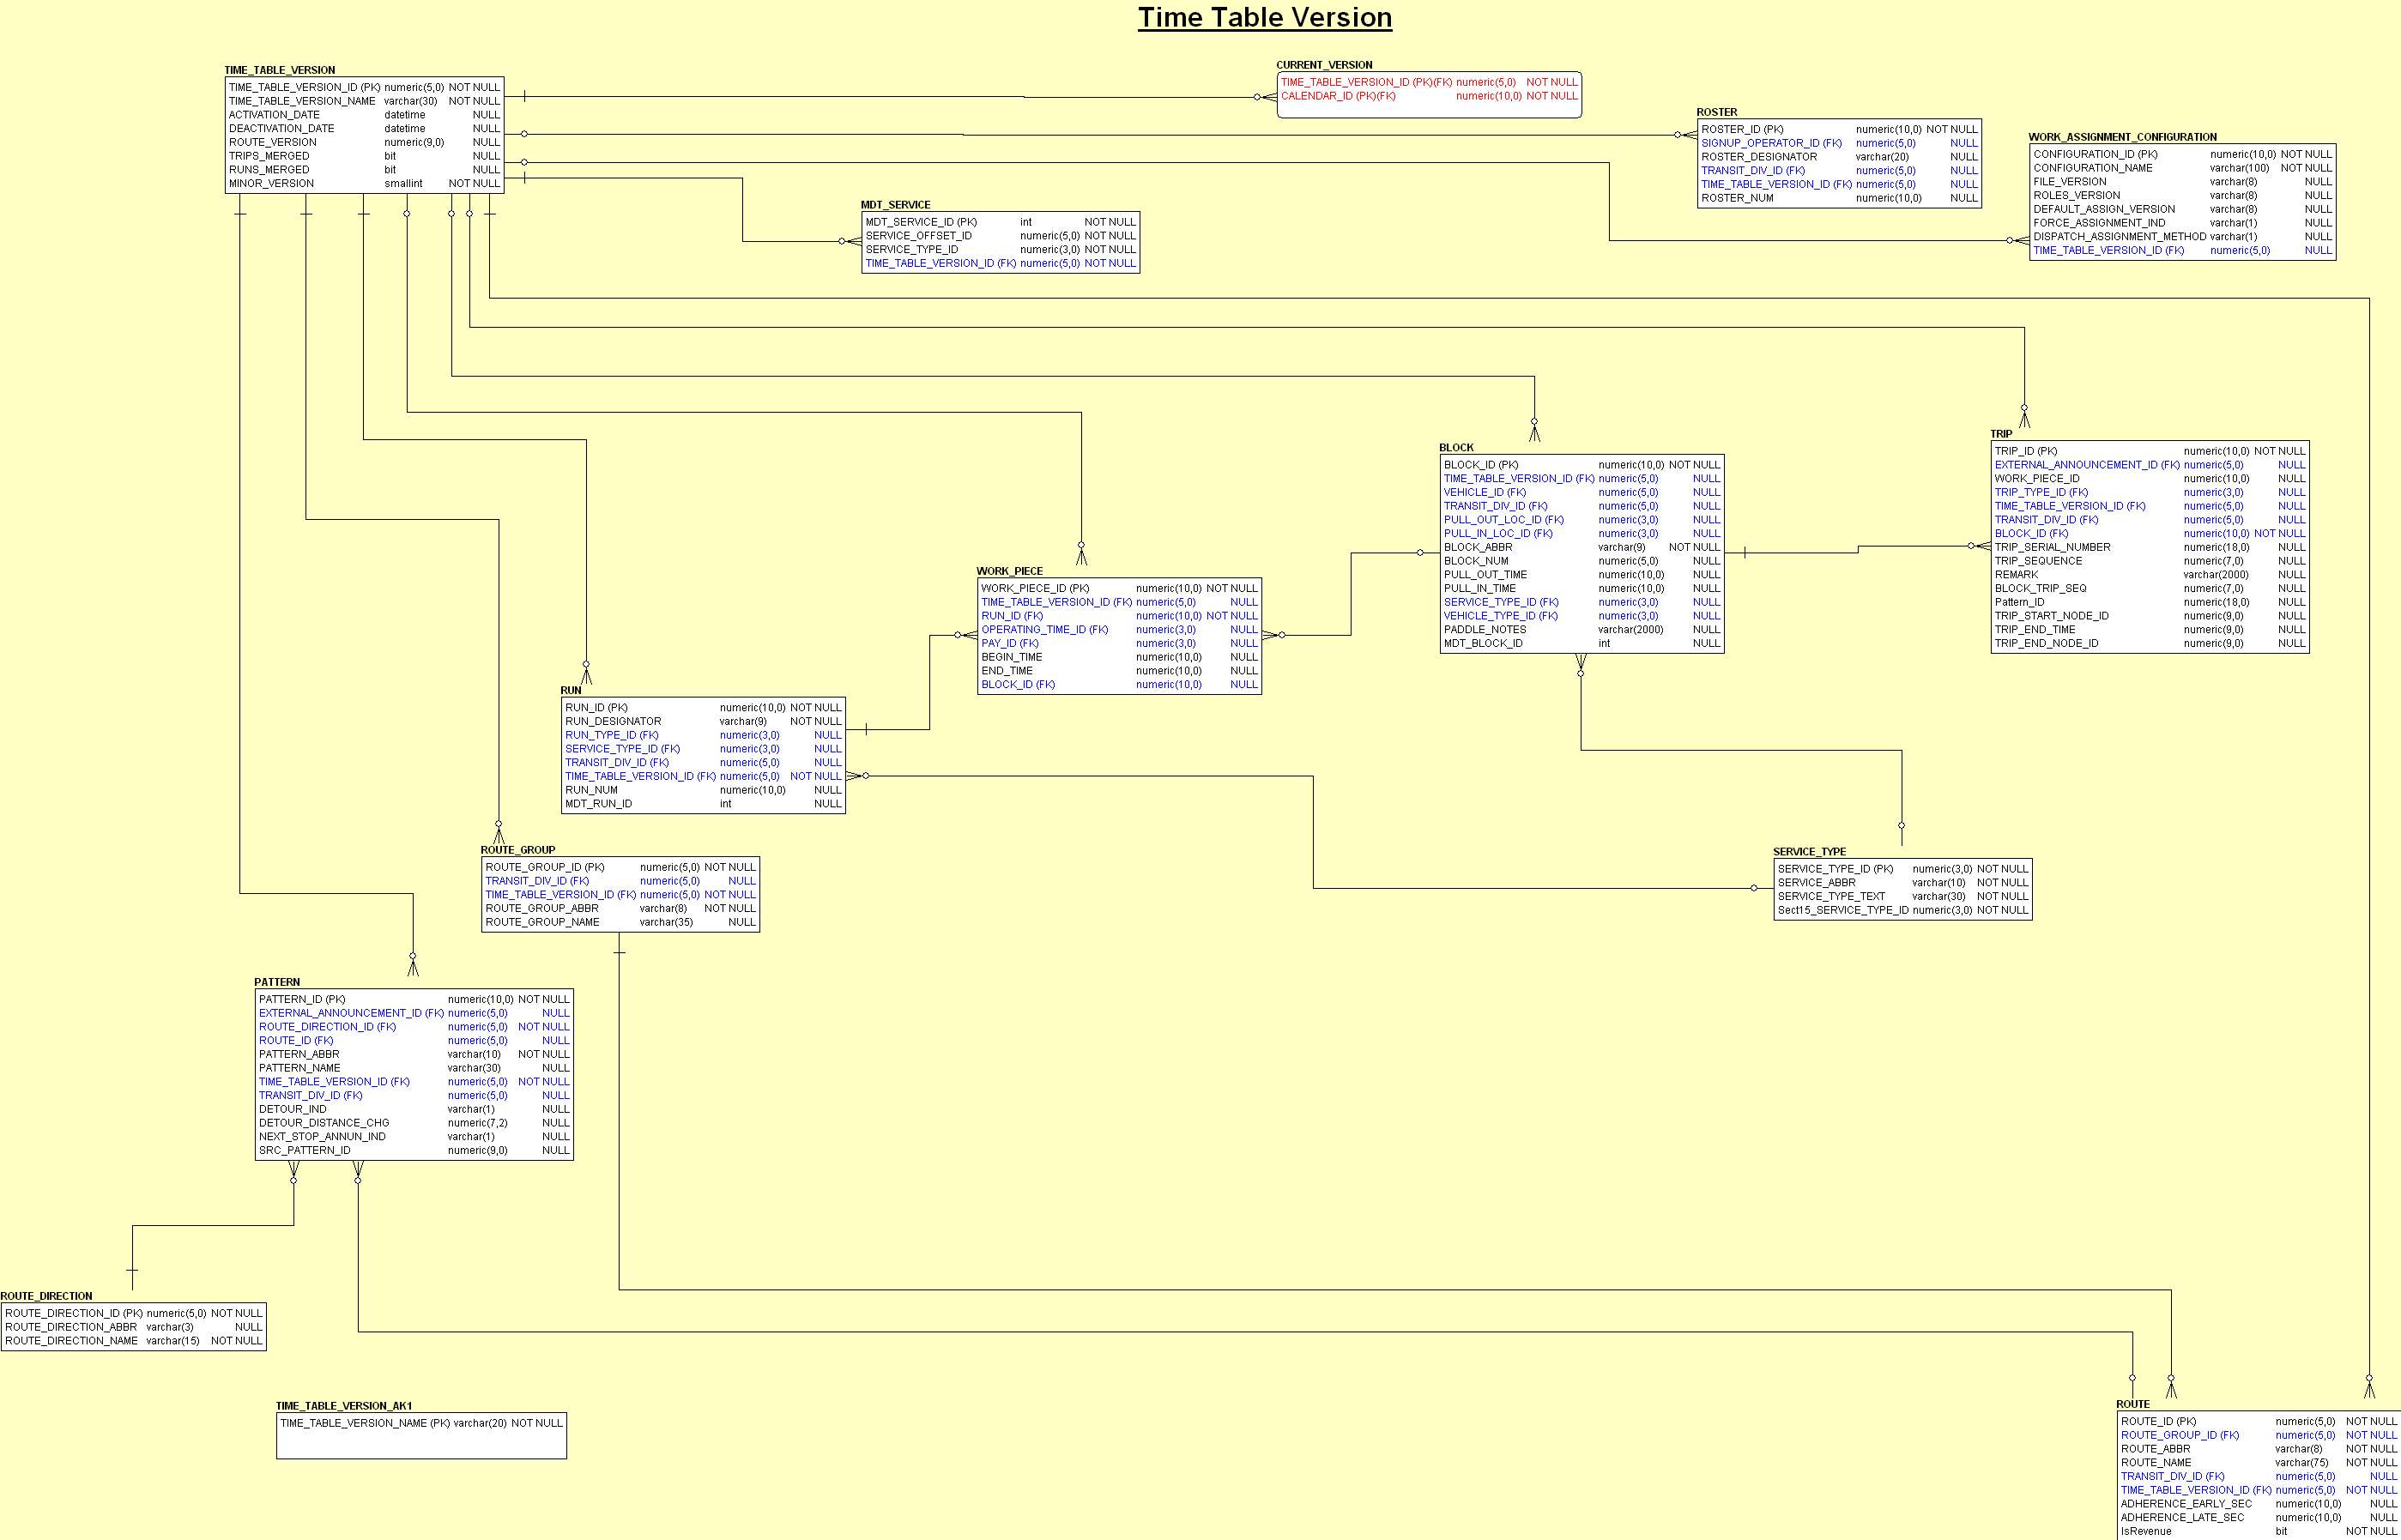 Time Table Version
TIME_TABLE_VERSION
TIME_TABLE_VERSION_ID (PK) numeric(5,0) NOT NULL
TIME_TABLE_VERSION_NAME varchar(30) NOT NULL
ACTIVATION_DATE datetime NULL
DEACTIVATION_DATE datetime NULL
ROUTE_VERSION numeric(9,0) NULL
TRIPS_MERGED bit NULL
RUNS_MERGED bit NULL
MINOR_VERSION smallint NOT NULL
CURRENT_VERSION
TIME_TABLE_VERSION_ID (PK)(FK) numeric(5,0) NOT NULL
CALENDAR_ID (PK)(FK) numeric(10,0) NOT NULL
ROSTER
ROSTER_ID (PK) numeric(10,0) NOT NULL
SIGNUP_OPERATOR_ID (FK) numeric(5,0) NULL
ROSTER_DESIGNATOR varchar(20) NULL
TRANSIT_DIV_ID (FK) numeric(5,0) NULL
TIME_TABLE_VERSION_ID (FK) numeric(5,0) NULL
ROSTER_NUM numeric(10,0) NULL
WORK_ASSIGNMENT_CONFIGURATION
CONFIGURATION_ID (PK) numeric(10,0) NOT NULL
CONFIGURATION_NAME varchar(100) NOT NULL
FILE_VERSION varchar(8) NULL
ROLES_VERSION varchar(8) NULL
DEFAULT_ASSIGN_VERSION varchar(8) NULL
FORCE_ASSIGNMENT_IND varchar(1) NULL
DISPATCH_ASSIGNMENT_METHOD varchar(1) NULL
TIME_TABLE_VERSION_ID (FK) numeric(5,0) NULL
MDT_SERVICE
MDT_SERVICE_ID (PK) int NOT NULL
SERVICE_OFFSET_ID numeric(5,0) NOT NULL
SERVICE_TYPE_ID numeric(3,0) NOT NULL
TIME_TABLE_VERSION_ID (FK) numeric(5,0) NOT NULL
BLOCK
BLOCK_ID (PK) numeric(10,0) NOT NULL
TIME_TABLE_VERSION_ID (FK) numeric(5,0) NULL
VEHICLE_ID (FK) numeric(5,0) NULL
TRANSIT_DIV_ID (FK) numeric(5,0) NULL
PULL_OUT_LOC_ID (FK) numeric(3,0) NULL
PULL_IN_LOC_ID (FK) numeric(3,0) NULL
BLOCK_ABBR varchar(9) NOT NULL
BLOCK_NUM numeric(5,0) NULL
PULL_OUT_TIME numeric(10,0) NULL
PULL_IN_TIME numeric(10,0) NULL
SERVICE_TYPE_ID (FK) numeric(3,0) NULL
VEHICLE_TYPE_ID (FK) numeric(3,0) NULL
PADDLE_NOTES varchar(2000) NULL
MDT_BLOCK_ID int NULL
TRIP
TRIP_ID (PK) numeric(10,0) NOT NULL
EXTERNAL_ANNOUNCEMENT_ID (FK) numeric(5,0) NULL
WORK_PIECE_ID numeric(10,0) NULL
TRIP_TYPE_ID (FK) numeric(3,0) NULL
TIME_TABLE_VERSION_ID (FK) numeric(5,0) NULL
TRANSIT_DIV_ID (FK) numeric(5,0) NULL
BLOCK_ID (FK) numeric(10,0) NOT NULL
TRIP_SERIAL_NUMBER numeric(18,0) NULL
TRIP_SEQUENCE numeric(7,0) NULL
REMARK varchar(2000) NULL
BLOCK_TRIP_SEQ numeric(7,0) NULL
Pattern_ID numeric(18,0) NULL
TRIP_START_NODE_ID numeric(9,0) NULL
TRIP_END_TIME numeric(9,0) NULL
TRIP_END_NODE_ID numeric(9,0) NULL
WORK_PIECE
WORK_PIECE_ID (PK) numeric(10,0) NOT NULL
TIME_TABLE_VERSION_ID (FK) numeric(5,0) NULL
RUN_ID (FK) numeric(10,0) NOT NULL
OPERATING_TIME_ID (FK) numeric(3,0) NULL
PAY_ID (FK) numeric(3,0) NULL
BEGIN_TIME numeric(10,0) NULL
END_TIME numeric(10,0) NULL
BLOCK_ID (FK) numeric(10,0) NULL
RUN
RUN_ID (PK) numeric(10,0) NOT NULL
RUN_DESIGNATOR varchar(9) NOT NULL
RUN_TYPE_ID (FK) numeric(3,0) NULL
SERVICE_TYPE_ID (FK) numeric(3,0) NULL
TRANSIT_DIV_ID (FK) numeric(5,0) NULL
TIME_TABLE_VERSION_ID (FK) numeric(5,0) NOT NULL
RUN_NUM numeric(10,0) NULL
MDT_RUN_ID int NULL
ROUTE_GROUP
ROUTE_GROUP_ID (PK) numeric(5,0) NOT NULL
TRANSIT_DIV_ID (FK) numeric(5,0) NULL
TIME_TABLE_VERSION_ID (FK) numeric(5,0) NOT NULL
ROUTE_GROUP_ABBR varchar(8) NOT NULL
ROUTE_GROUP_NAME varchar(35) NULL
SERVICE_TYPE
SERVICE_TYPE_ID (PK) numeric(3,0) NOT NULL
SERVICE_ABBR varchar(10) NOT NULL
SERVICE_TYPE_TEXT varchar(30) NOT NULL
Sect15_SERVICE_TYPE_ID numeric(3,0) NOT NULL
PATTERN
PATTERN_ID (PK) numeric(10,0) NOT NULL
EXTERNAL_ANNOUNCEMENT_ID (FK) numeric(5,0) NULL
ROUTE_DIRECTION_ID (FK) numeric(5,0) NOT NULL
ROUTE_ID (FK) numeric(5,0) NULL
PATTERN_ABBR varchar(10) NOT NULL
PATTERN_NAME varchar(30) NULL
TIME_TABLE_VERSION_ID (FK) numeric(5,0) NOT NULL
TRANSIT_DIV_ID (FK) numeric(5,0) NULL
DETOUR_IND varchar(1) NULL
DETOUR_DISTANCE_CHG numeric(7,2) NULL
NEXT_STOP_ANNUN_IND varchar(1) NULL
SRC_PATTERN_ID numeric(9,0) NULL
ROUTE_DIRECTION
ROUTE_DIRECTION_ID (PK) numeric(5,0) NOT NULL
ROUTE_DIRECTION_ABBR varchar(3) NULL
ROUTE_DIRECTION_NAME varchar(15) NOT NULL
TIME_TABLE_VERSION_AK1
TIME_TABLE_VERSION_NAME (PK) varchar(20) NOT NULL
ROUTE
ROUTE_ID (PK) numeric(5,0) NOT NULL
ROUTE_GROUP_ID (FK) numeric(5,0) NOT NULL
ROUTE_ABBR varchar(8) NOT NULL
ROUTE_NAME varchar(75) NOT NULL
TRANSIT_DIV_ID (FK) numeric(5,0) NULL
TIME_TABLE_VERSION_ID (FK) numeric(5,0) NOT NULL
ADHERENCE_EARLY_SEC numeric(10,0) NULL
ADHERENCE_LATE_SEC numeric(10,0) NULL
IsRevenue bit NOT NULL